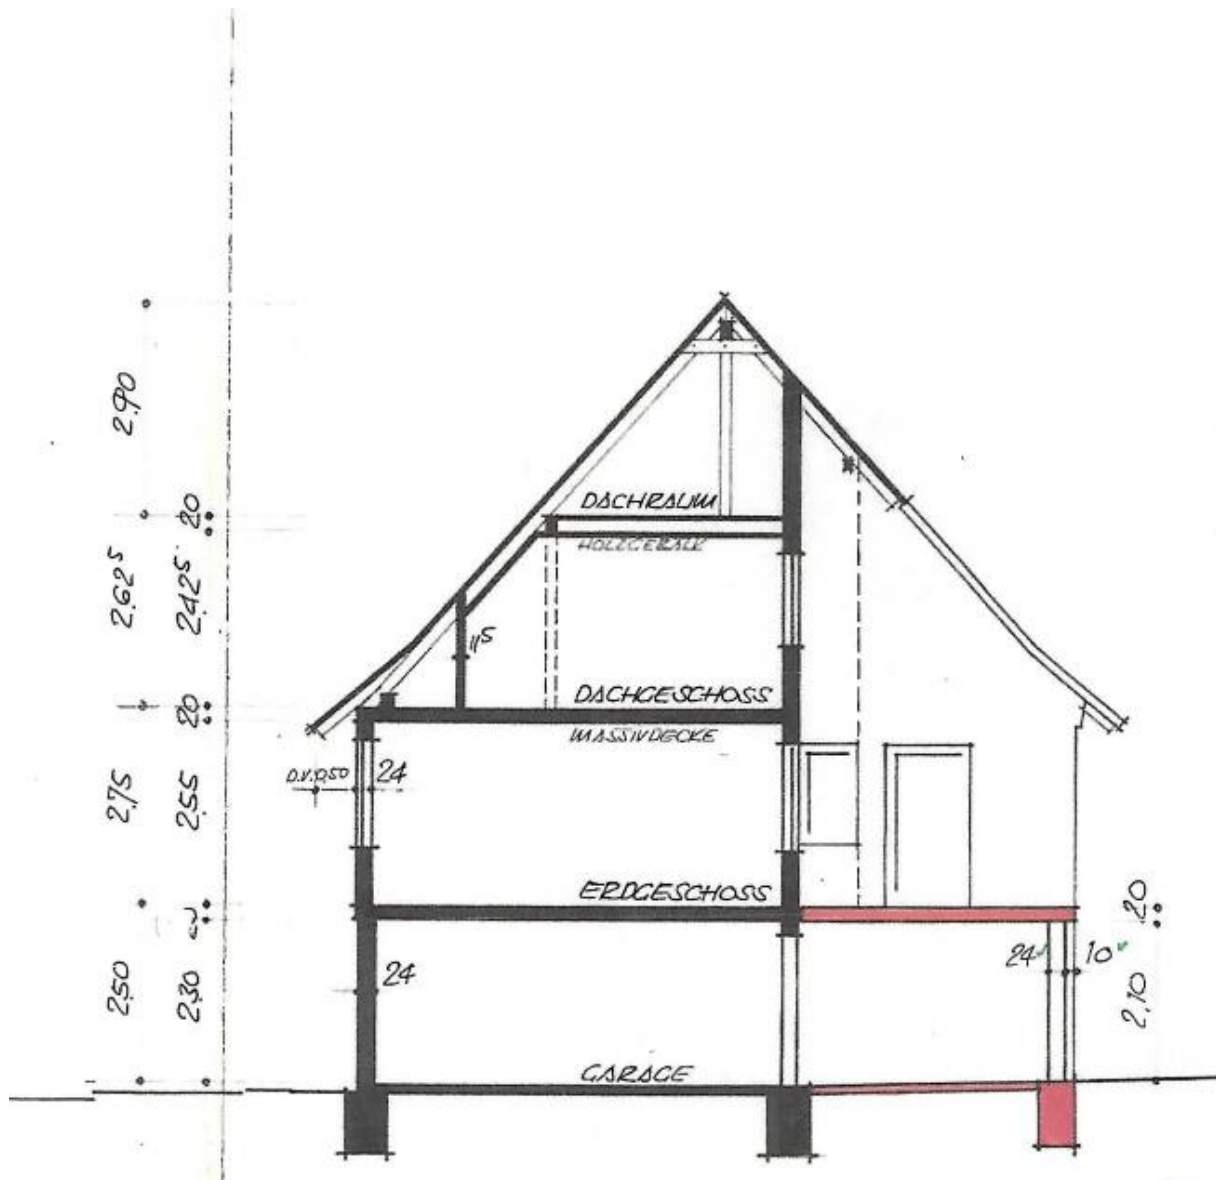 2.90
20
DACHRAUM
HOLZGEBÄLK
2.62⁵
2.42⁵
11⁵
DACHGESCHOSS
20
MASSIVDECKE
D.V. 0,50
24
2.75
2.55
ERDGESCHOSS
20
24
10
24
2.50
2.30
2.10
GARAGE